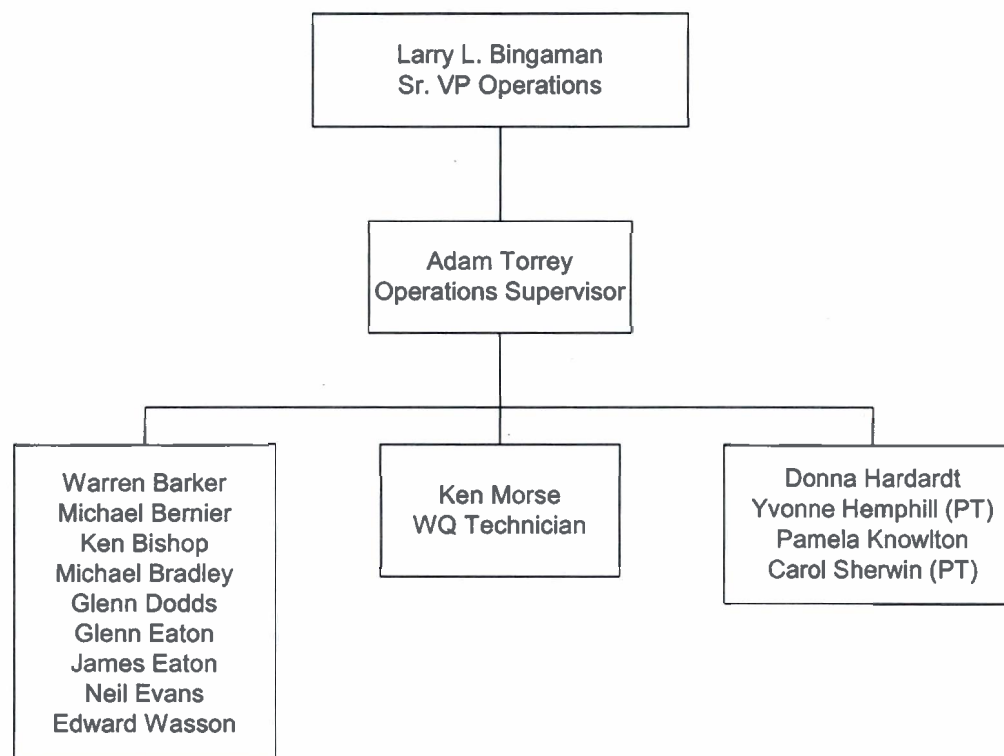 Larry L. Bingaman
Sr. VP Operations
Adam Torrey
Operations Supervisor
Warren Barker
Michael Bernier
Ken Bishop
Michael Bradley
Glenn Dodds
Glenn Eaton
James Eaton
Neil Evans
Edward Wasson
Ken Morse
WQ Technician
Donna Hardardt
Yvonne Hemphill (PT)
Pamela Knowlton
Carol Sherwin (PT)